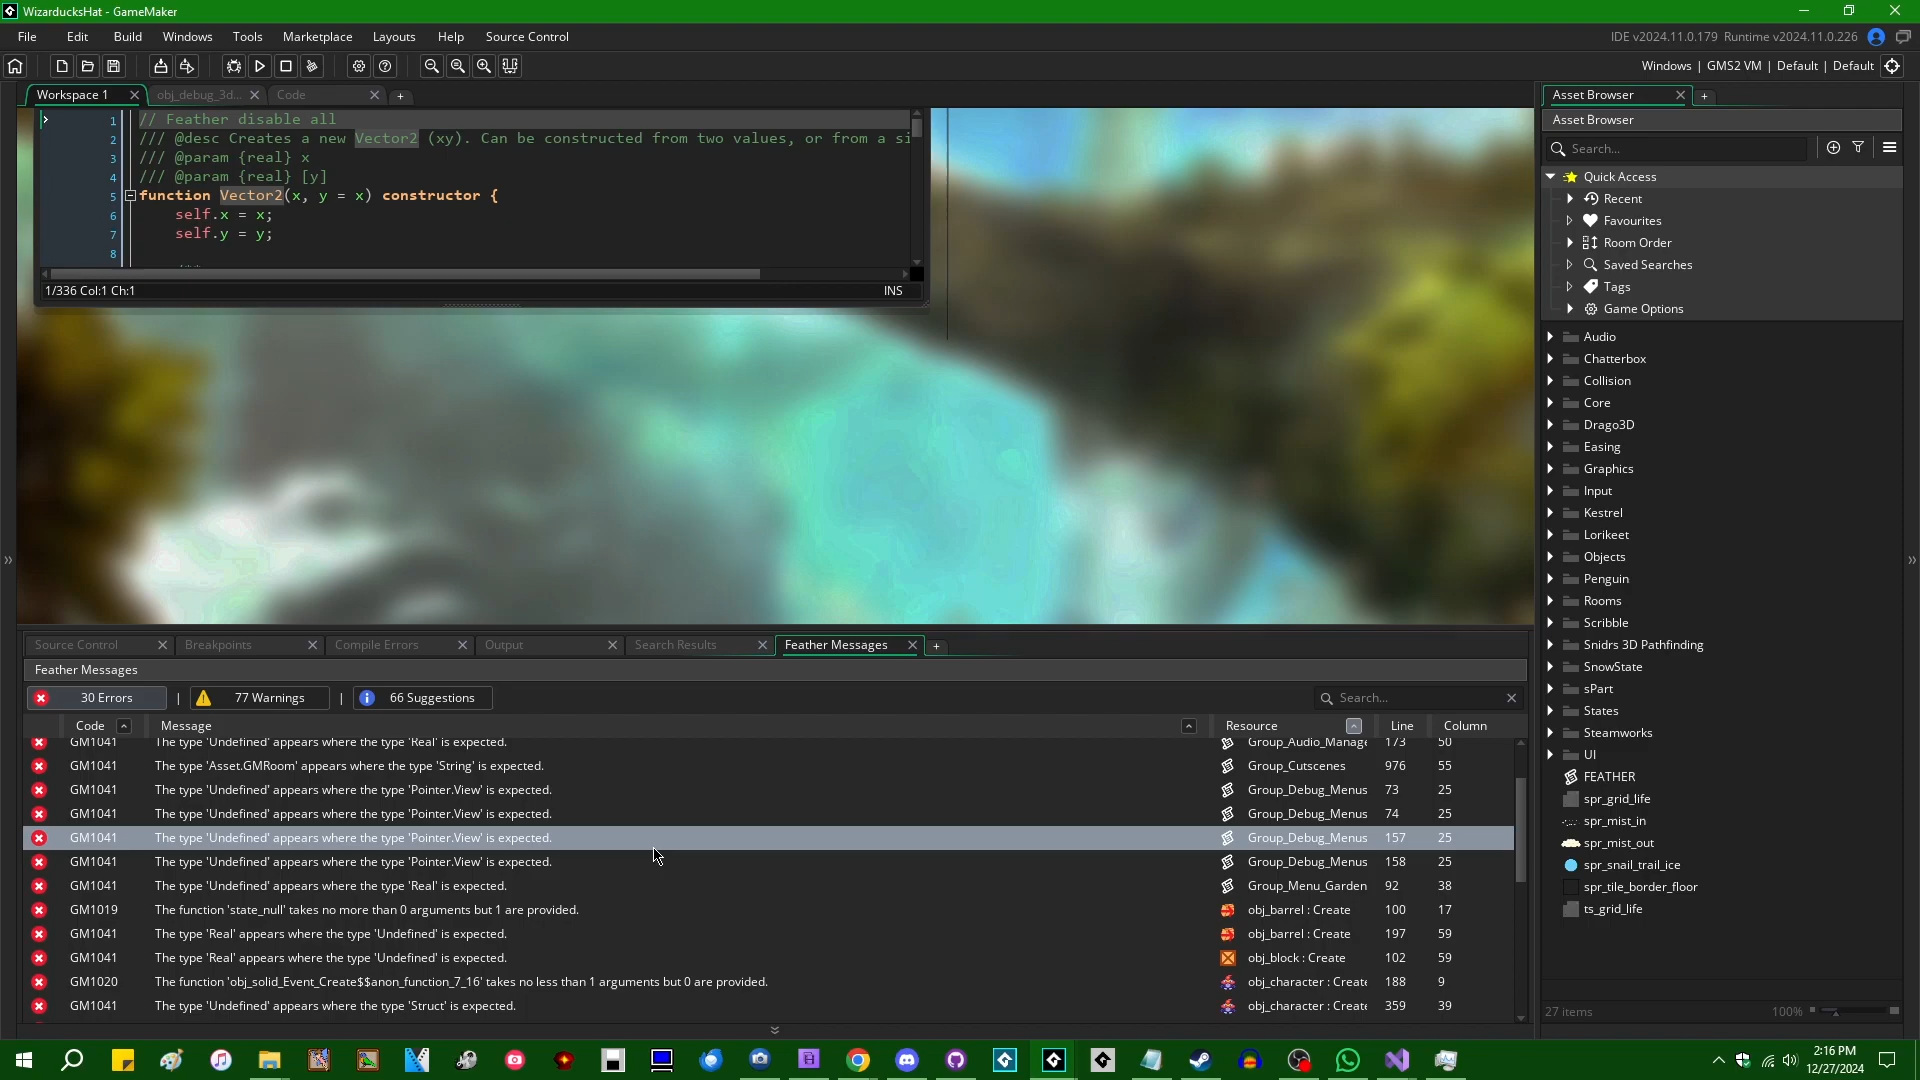 WizarducksHat - GameMaker
File Edit Build Windows Tools Marketplace Layouts Help Source Control
IDE v2024.11.0.179 Runtime v2024.11.0.226
Windows | GMS2 VM | Default | Default
Workspace 1
obj_debug_3d...
Code
1 // Feather disable all
2 /// @desc Creates a new Vector2 (xy). Can be constructed from two values, or from a si
3 /// @param {real} x
4 /// @param {real} [y]
5 function Vector2(x, y = x) constructor {
6 self.x = x;
7 self.y = y;
8
1/336 Col:1 Ch:1
INS
Source Control
Breakpoints
Compile Errors
Output
Search Results
Feather Messages
Feather Messages
30 Errors | 77 Warnings | 66 Suggestions
Search...
Code Message Resource Line Column
GM1041 The type 'Undefined' appears where the type 'Real' is expected. Group_Audio_Manage 173 50
GM1041 The type 'Asset.GMRoom' appears where the type 'String' is expected. Group_Cutscenes 976 55
GM1041 The type 'Undefined' appears where the type 'Pointer.View' is expected. Group_Debug_Menus 73 25
GM1041 The type 'Undefined' appears where the type 'Pointer.View' is expected. Group_Debug_Menus 74 25
GM1041 The type 'Undefined' appears where the type 'Pointer.View' is expected. Group_Debug_Menus 157 25
GM1041 The type 'Undefined' appears where the type 'Pointer.View' is expected. Group_Debug_Menus 158 25
GM1041 The type 'Undefined' appears where the type 'Real' is expected. Group_Menu_Garden 92 38
GM1019 The function 'state_null' takes no more than 0 arguments but 1 are provided. obj_barrel : Create 100 17
GM1041 The type 'Real' appears where the type 'Undefined' is expected. obj_barrel : Create 197 59
GM1041 The type 'Real' appears where the type 'Undefined' is expected. obj_block : Create 102 59
GM1020 The function 'obj_solid_Event_Create$$anon_function_7_16' takes no less than 1 arguments but 0 are provided. obj_character : Create 188 9
GM1041 The type 'Undefined' appears where the type 'Struct' is expected. obj_character : Create 359 39
Asset Browser
Asset Browser
Search...
Quick Access
Recent
Favourites
Room Order
Saved Searches
Tags
Game Options
Audio
Chatterbox
Collision
Core
Drago3D
Easing
Graphics
Input
Kestrel
Lorikeet
Objects
Penguin
Rooms
Scribble
Snidrs 3D Pathfinding
SnowState
sPart
States
Steamworks
UI
FEATHER
spr_grid_life
spr_mist_in
spr_mist_out
spr_snail_trail_ice
spr_tile_border_floor
ts_grid_life
27 items
100%
2:16 PM
12/27/2024